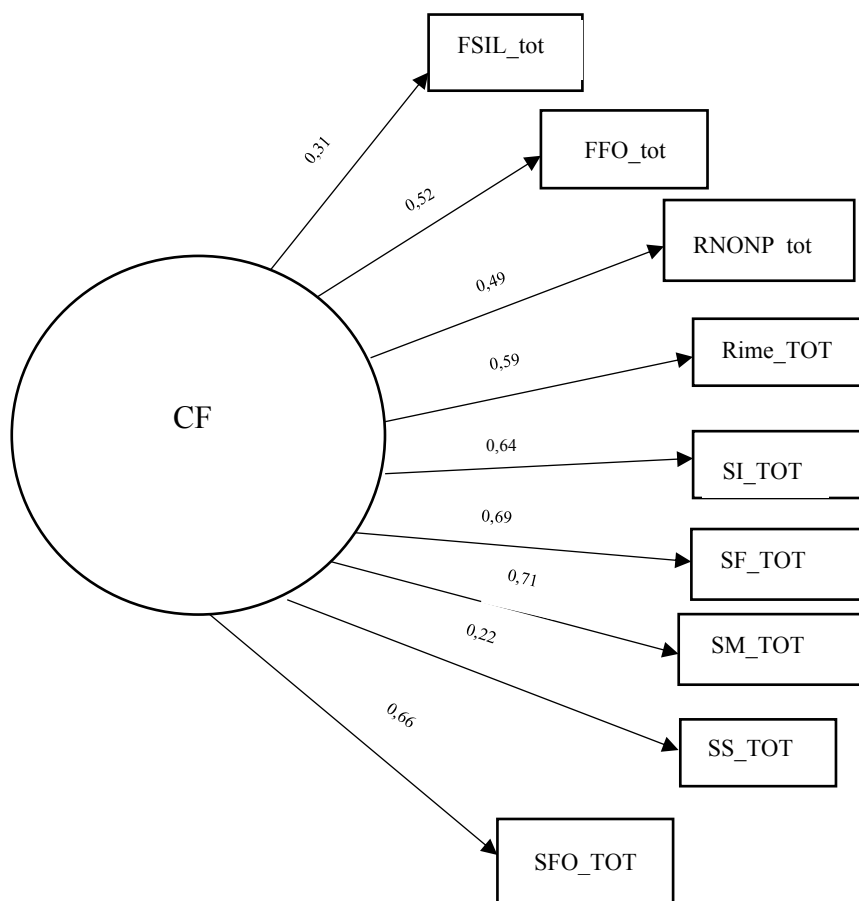 FSIL_tot
0,31
FFO_tot
0,52
RNONP tot
0,49
Rime_TOT
0,59
CF
0,64
SI_TOT
0,69
SF_TOT
0,71
SM_TOT
0,22
SS_TOT
0,66
SFO_TOT